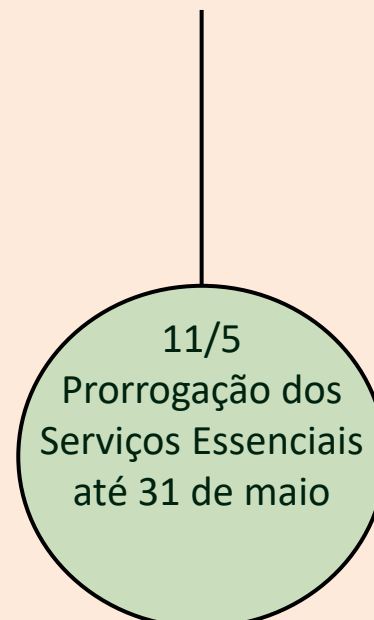 11/5
Prorrogação dos
Serviços Essenciais
até 31 de maio